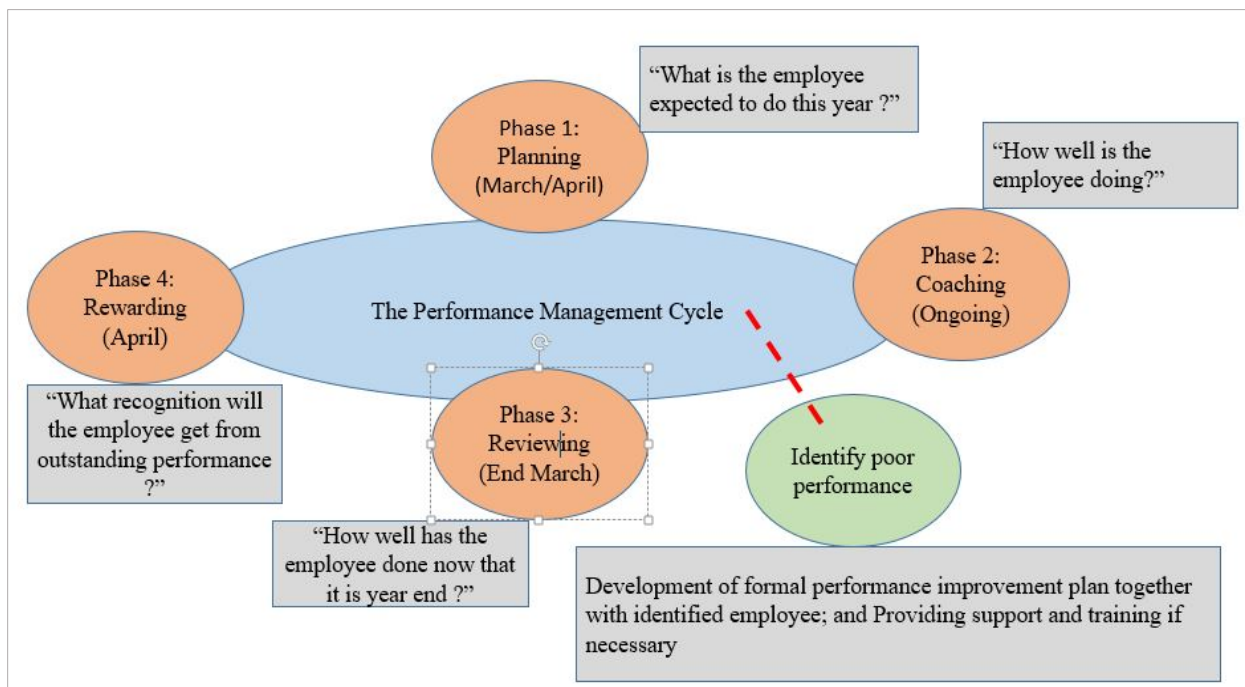 “What is the employee
expected to do this year ?”
Phase 1:
Planning
(March/April)
“How well is the
employee doing?”
Phase 2:
Coaching
(Ongoing)
Phase 4:
Rewarding
(April)
The Performance Management Cycle
“What recognition will
the employee get from
outstanding performance
?”
Phase 3:
Reviewing
(End March)
Identify poor
performance
“How well has the
employee done now that
it is year end ?”
Development of formal performance improvement plan together
with identified employee; and Providing support and training if
necessary